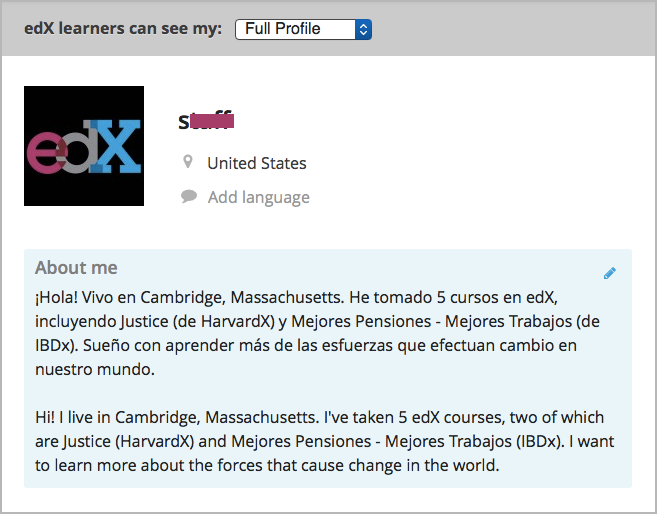 edX learners can see my: Full Profile
edX
United States
Add language
About me
¡Hola! Vivo en Cambridge, Massachusetts. He tomado 5 cursos en edX,
incluyendo Justice (de HarvardX) y Mejores Pensiones - Mejores Trabajos (de
IBDx). Sueño con aprender más de las esfuerzas que efectuan cambio en
nuestro mundo.
Hi! I live in Cambridge, Massachusetts. I've taken 5 edX courses, two of which
are Justice (HarvardX) and Mejores Pensiones - Mejores Trabajos (IBDx). I want
to learn more about the forces that cause change in the world.